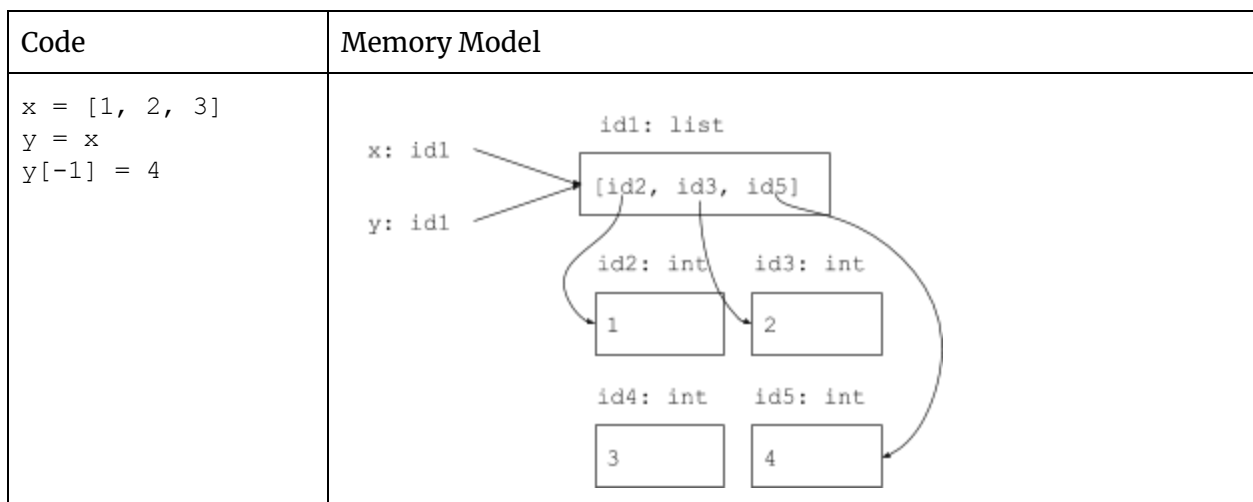 Code
Memory Model
x = [1, 2, 3]
y = x
y[-1] = 4
id1: list
x: id1
[id2, id3, id5]
y: id1
id2: int id3: int
1 2
id4: int id5: int
3 4